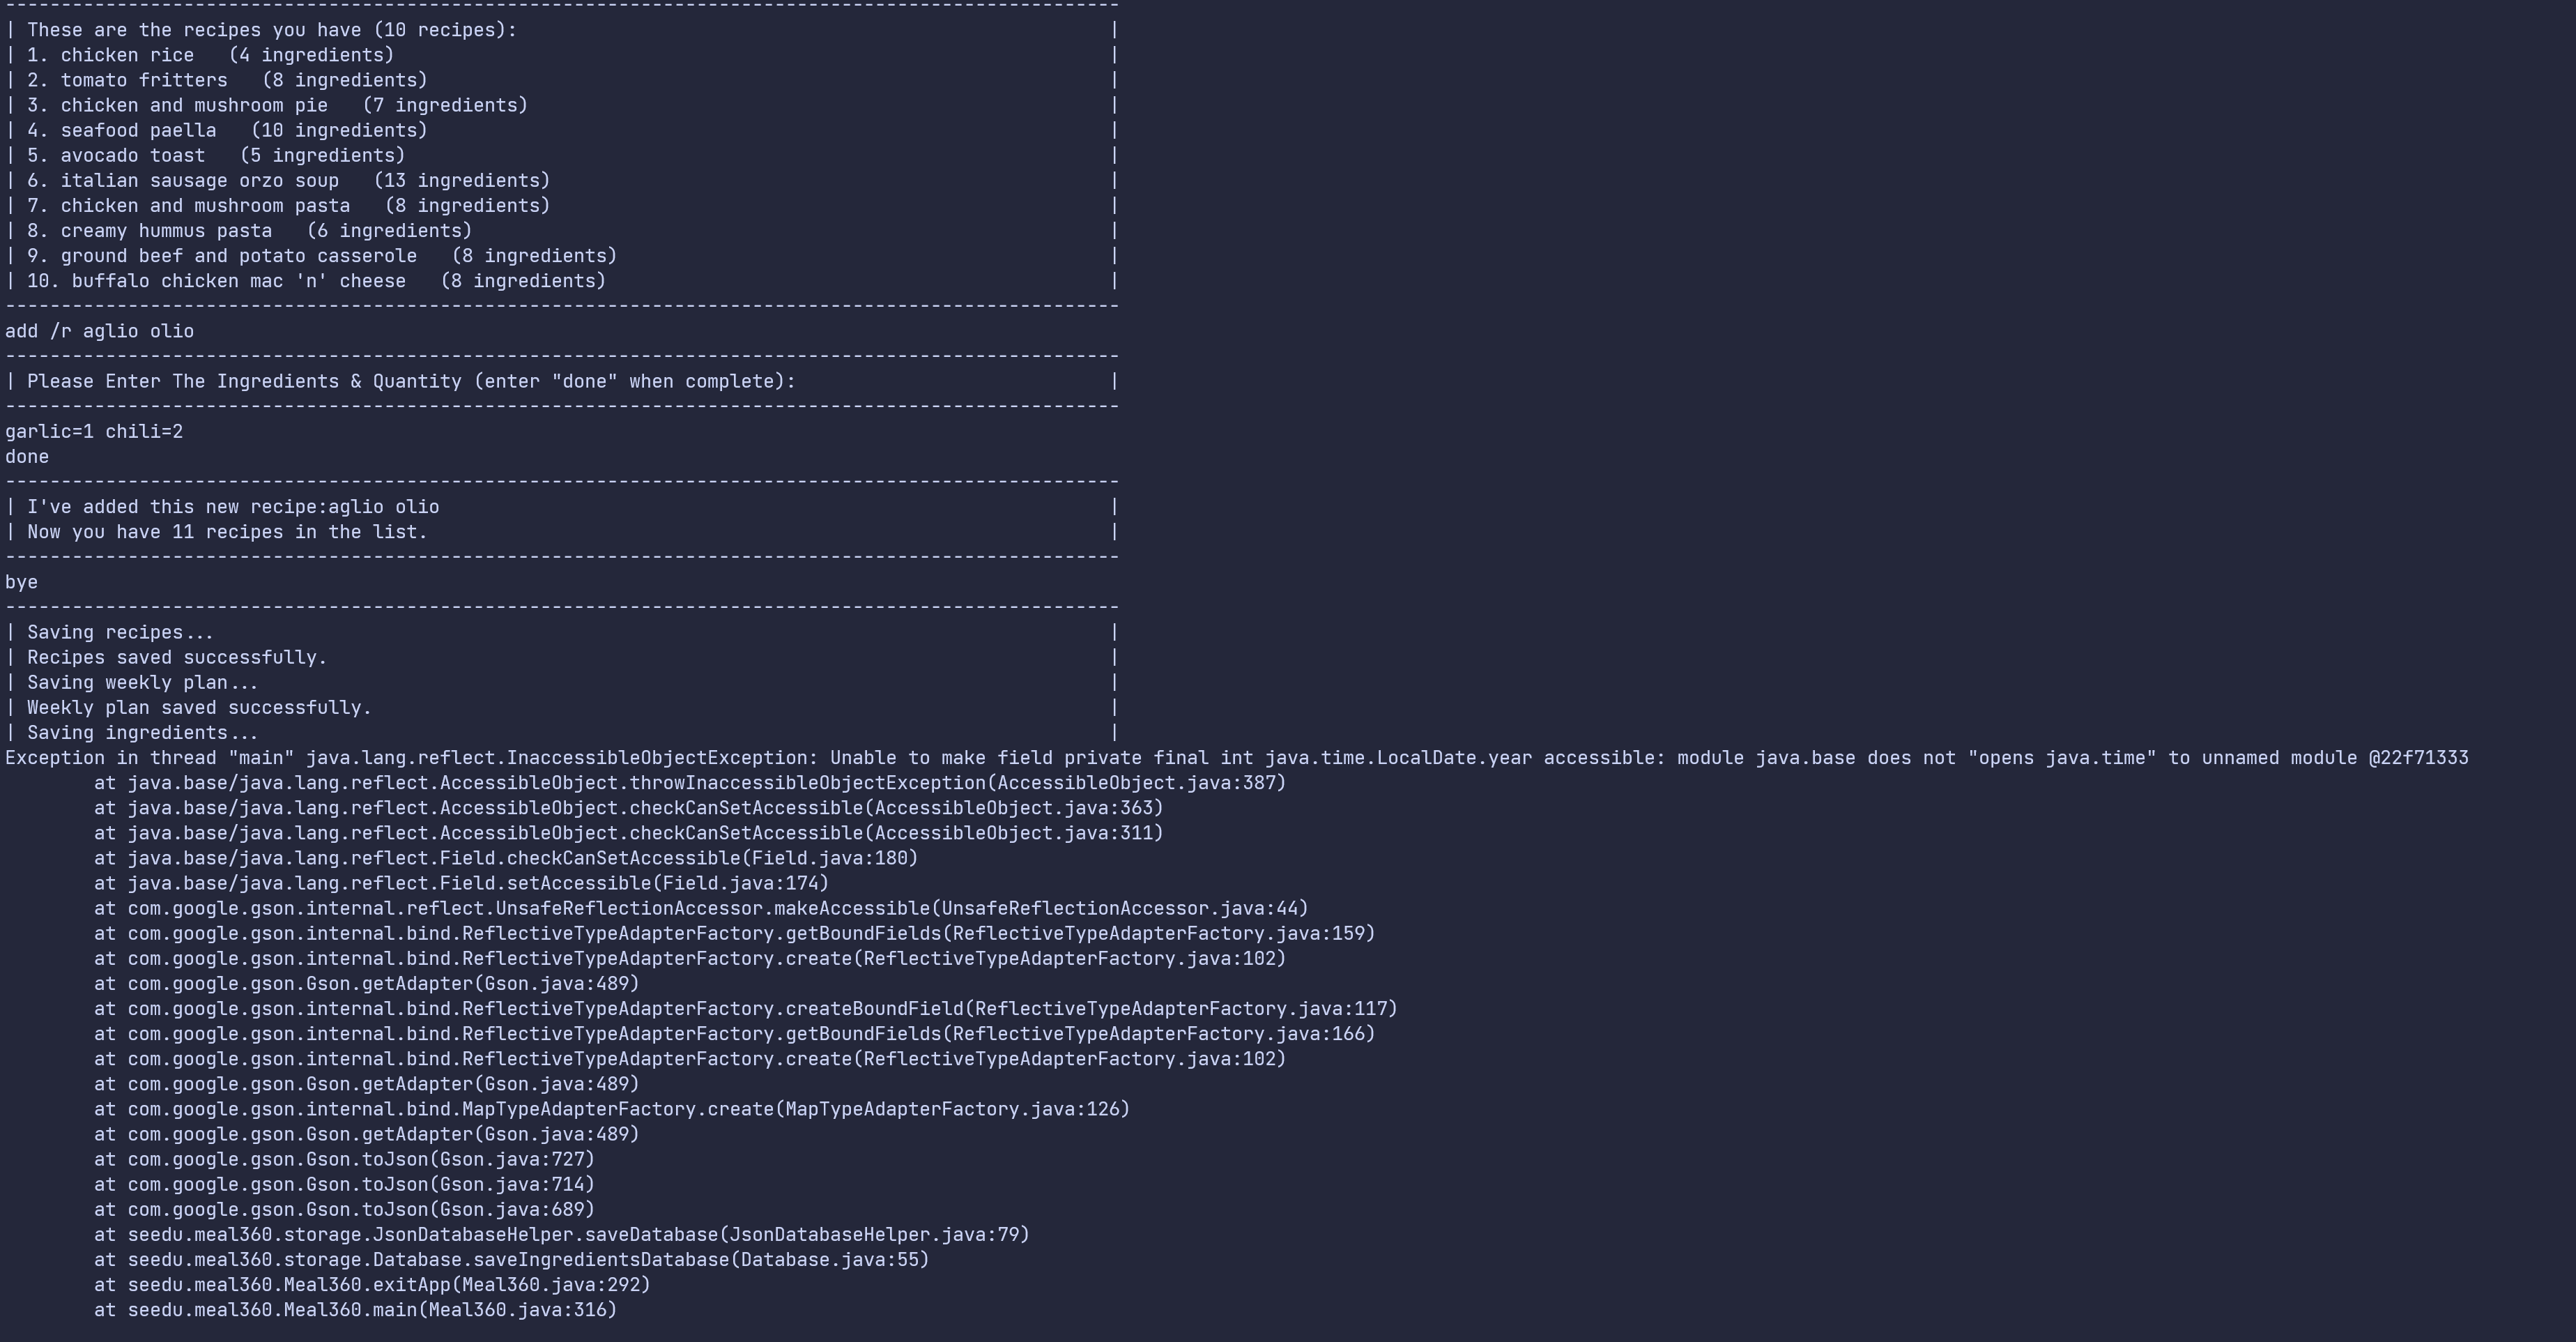 ----------------------------------------------------------------------------------------------------
| These are the recipes you have (10 recipes): |
| 1. chicken rice   (4 ingredients) |
| 2. tomato fritters   (8 ingredients) |
| 3. chicken and mushroom pie   (7 ingredients) |
| 4. seafood paella   (10 ingredients) |
| 5. avocado toast   (5 ingredients) |
| 6. italian sausage orzo soup   (13 ingredients) |
| 7. chicken and mushroom pasta   (8 ingredients) |
| 8. creamy hummus pasta   (6 ingredients) |
| 9. ground beef and potato casserole   (8 ingredients) |
| 10. buffalo chicken mac 'n' cheese   (8 ingredients) |
----------------------------------------------------------------------------------------------------
add /r aglio olio
----------------------------------------------------------------------------------------------------
| Please Enter The Ingredients & Quantity (enter "done" when complete): |
----------------------------------------------------------------------------------------------------
garlic=1 chili=2
done
----------------------------------------------------------------------------------------------------
| I've added this new recipe:aglio olio |
| Now you have 11 recipes in the list. |
----------------------------------------------------------------------------------------------------
bye
----------------------------------------------------------------------------------------------------
| Saving recipes... |
| Recipes saved successfully. |
| Saving weekly plan... |
| Weekly plan saved successfully. |
| Saving ingredients... |
Exception in thread "main" java.lang.reflect.InaccessibleObjectException: Unable to make field private final int java.time.LocalDate.year accessible: module java.base does not "opens java.time" to unnamed module @22f71333
        at java.base/java.lang.reflect.AccessibleObject.throwInaccessibleObjectException(AccessibleObject.java:387)
        at java.base/java.lang.reflect.AccessibleObject.checkCanSetAccessible(AccessibleObject.java:363)
        at java.base/java.lang.reflect.AccessibleObject.checkCanSetAccessible(AccessibleObject.java:311)
        at java.base/java.lang.reflect.Field.checkCanSetAccessible(Field.java:180)
        at java.base/java.lang.reflect.Field.setAccessible(Field.java:174)
        at com.google.gson.internal.reflect.UnsafeReflectionAccessor.makeAccessible(UnsafeReflectionAccessor.java:44)
        at com.google.gson.internal.bind.ReflectiveTypeAdapterFactory.getBoundFields(ReflectiveTypeAdapterFactory.java:159)
        at com.google.gson.internal.bind.ReflectiveTypeAdapterFactory.create(ReflectiveTypeAdapterFactory.java:102)
        at com.google.gson.Gson.getAdapter(Gson.java:489)
        at com.google.gson.internal.bind.ReflectiveTypeAdapterFactory.createBoundField(ReflectiveTypeAdapterFactory.java:117)
        at com.google.gson.internal.bind.ReflectiveTypeAdapterFactory.getBoundFields(ReflectiveTypeAdapterFactory.java:166)
        at com.google.gson.internal.bind.ReflectiveTypeAdapterFactory.create(ReflectiveTypeAdapterFactory.java:102)
        at com.google.gson.Gson.getAdapter(Gson.java:489)
        at com.google.gson.internal.bind.MapTypeAdapterFactory.create(MapTypeAdapterFactory.java:126)
        at com.google.gson.Gson.getAdapter(Gson.java:489)
        at com.google.gson.Gson.toJson(Gson.java:727)
        at com.google.gson.Gson.toJson(Gson.java:714)
        at com.google.gson.Gson.toJson(Gson.java:689)
        at seedu.meal360.storage.JsonDatabaseHelper.saveDatabase(JsonDatabaseHelper.java:79)
        at seedu.meal360.storage.Database.saveIngredientsDatabase(Database.java:55)
        at seedu.meal360.Meal360.exitApp(Meal360.java:292)
        at seedu.meal360.Meal360.main(Meal360.java:316)